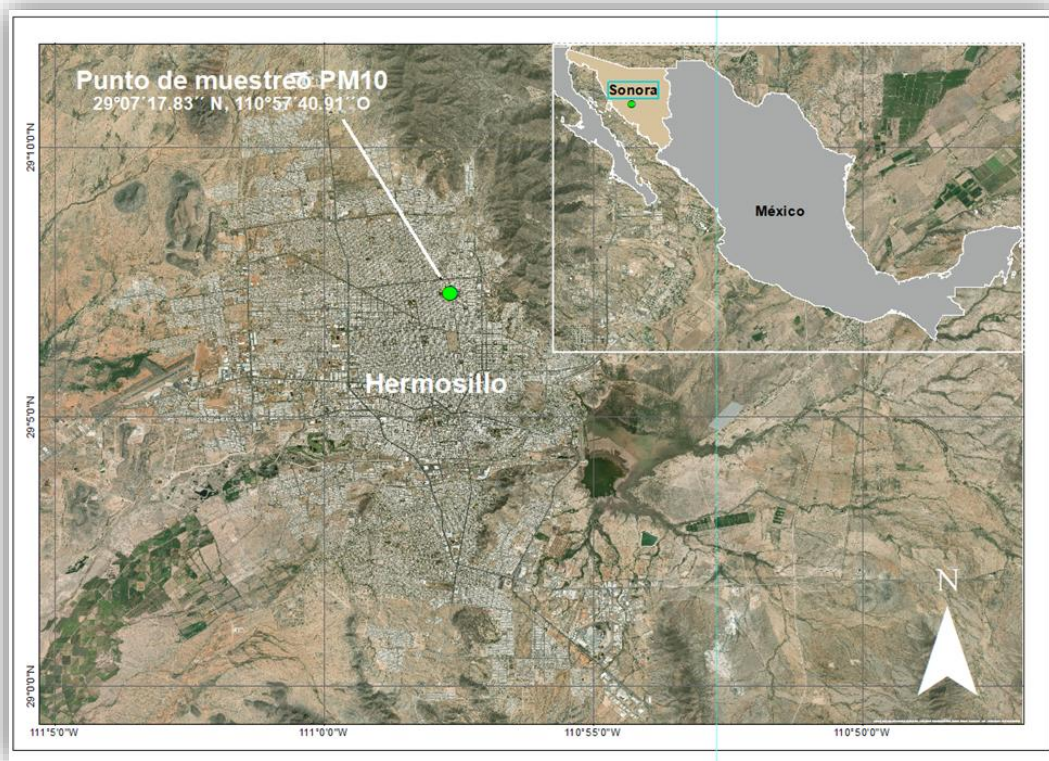 Punto de muestreo PM10
29°07´17.83´´ N, 110°57´40.91´´O
Sonora
México
Hermosillo
N
29°10'0"N
29°5'0"N
29°0'0"N
111°5'0"W
111°0'0"W
110°55'0"W
110°50'0"W